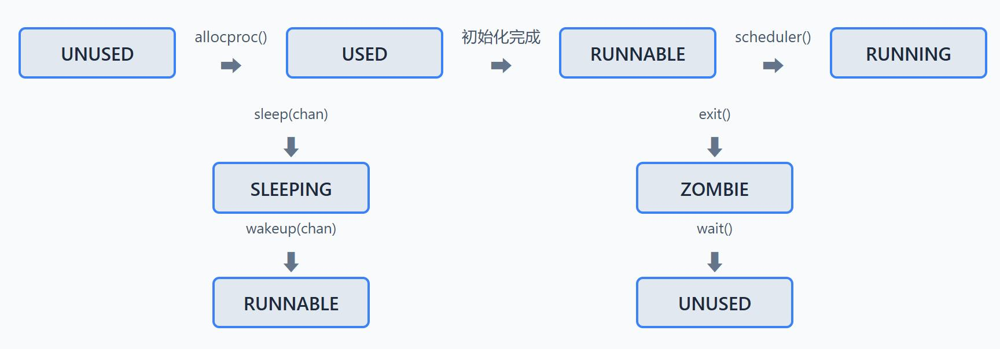 UNUSED
allocproc()
USED
初始化完成
RUNNABLE
scheduler()
RUNNING
sleep(chan)
SLEEPING
wakeup(chan)
RUNNABLE
exit()
ZOMBIE
wait()
UNUSED